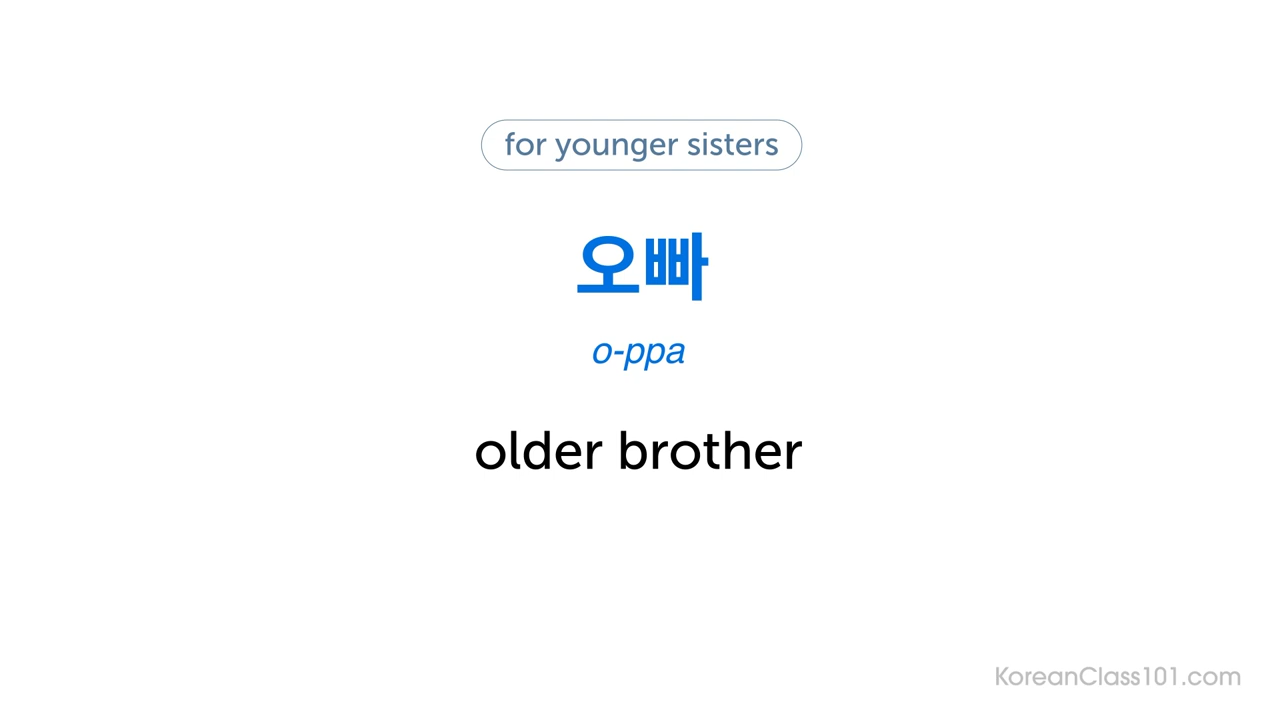 for younger sisters
오빠
o-ppa
older brother
KoreanClass101.com